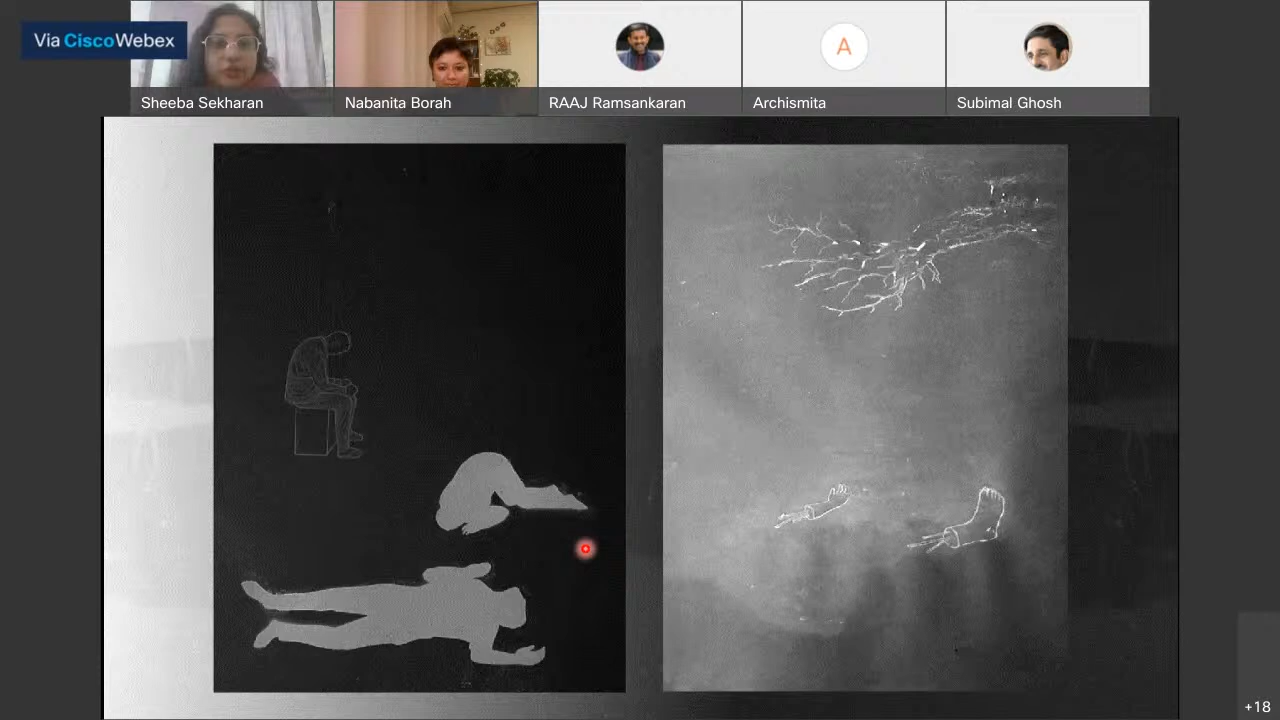 Via CiscoWebex
Sheeba Sekharan
Nabanita Borah
RAAJ Ramsankaran
A
Archismita
Subimal Ghosh
+18